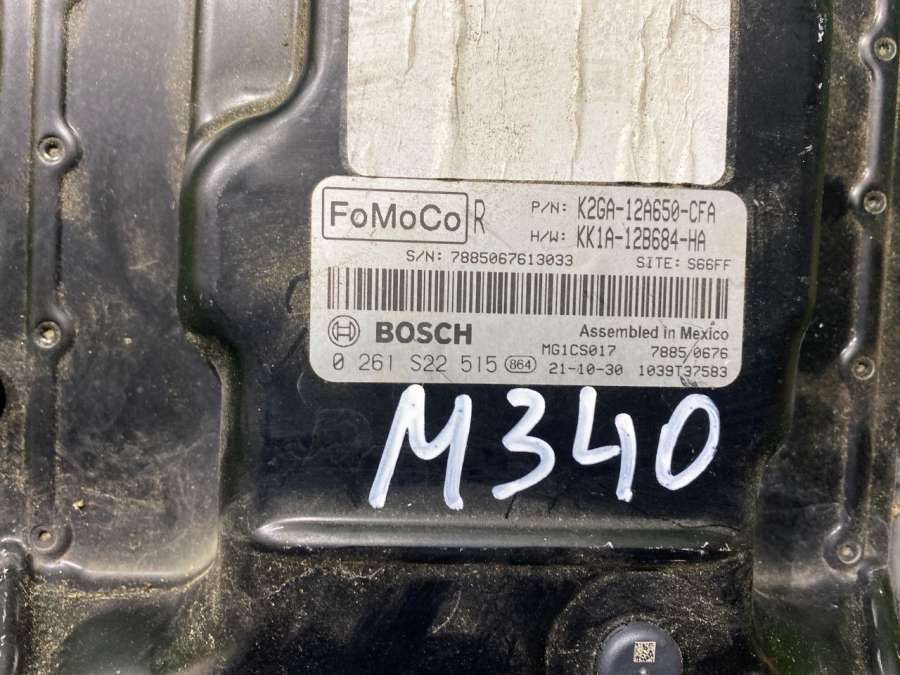 FoMoCo R P/N: K2GA-12A650-CFA
H/W: KK1A-12B684-HA
S/N: 7885067613033 SITE: S66FF
BOSCH Assembled in Mexico
MG1CS017 7885 0676
0 261 S22 515 864 21-10-30 1039T37583
M340